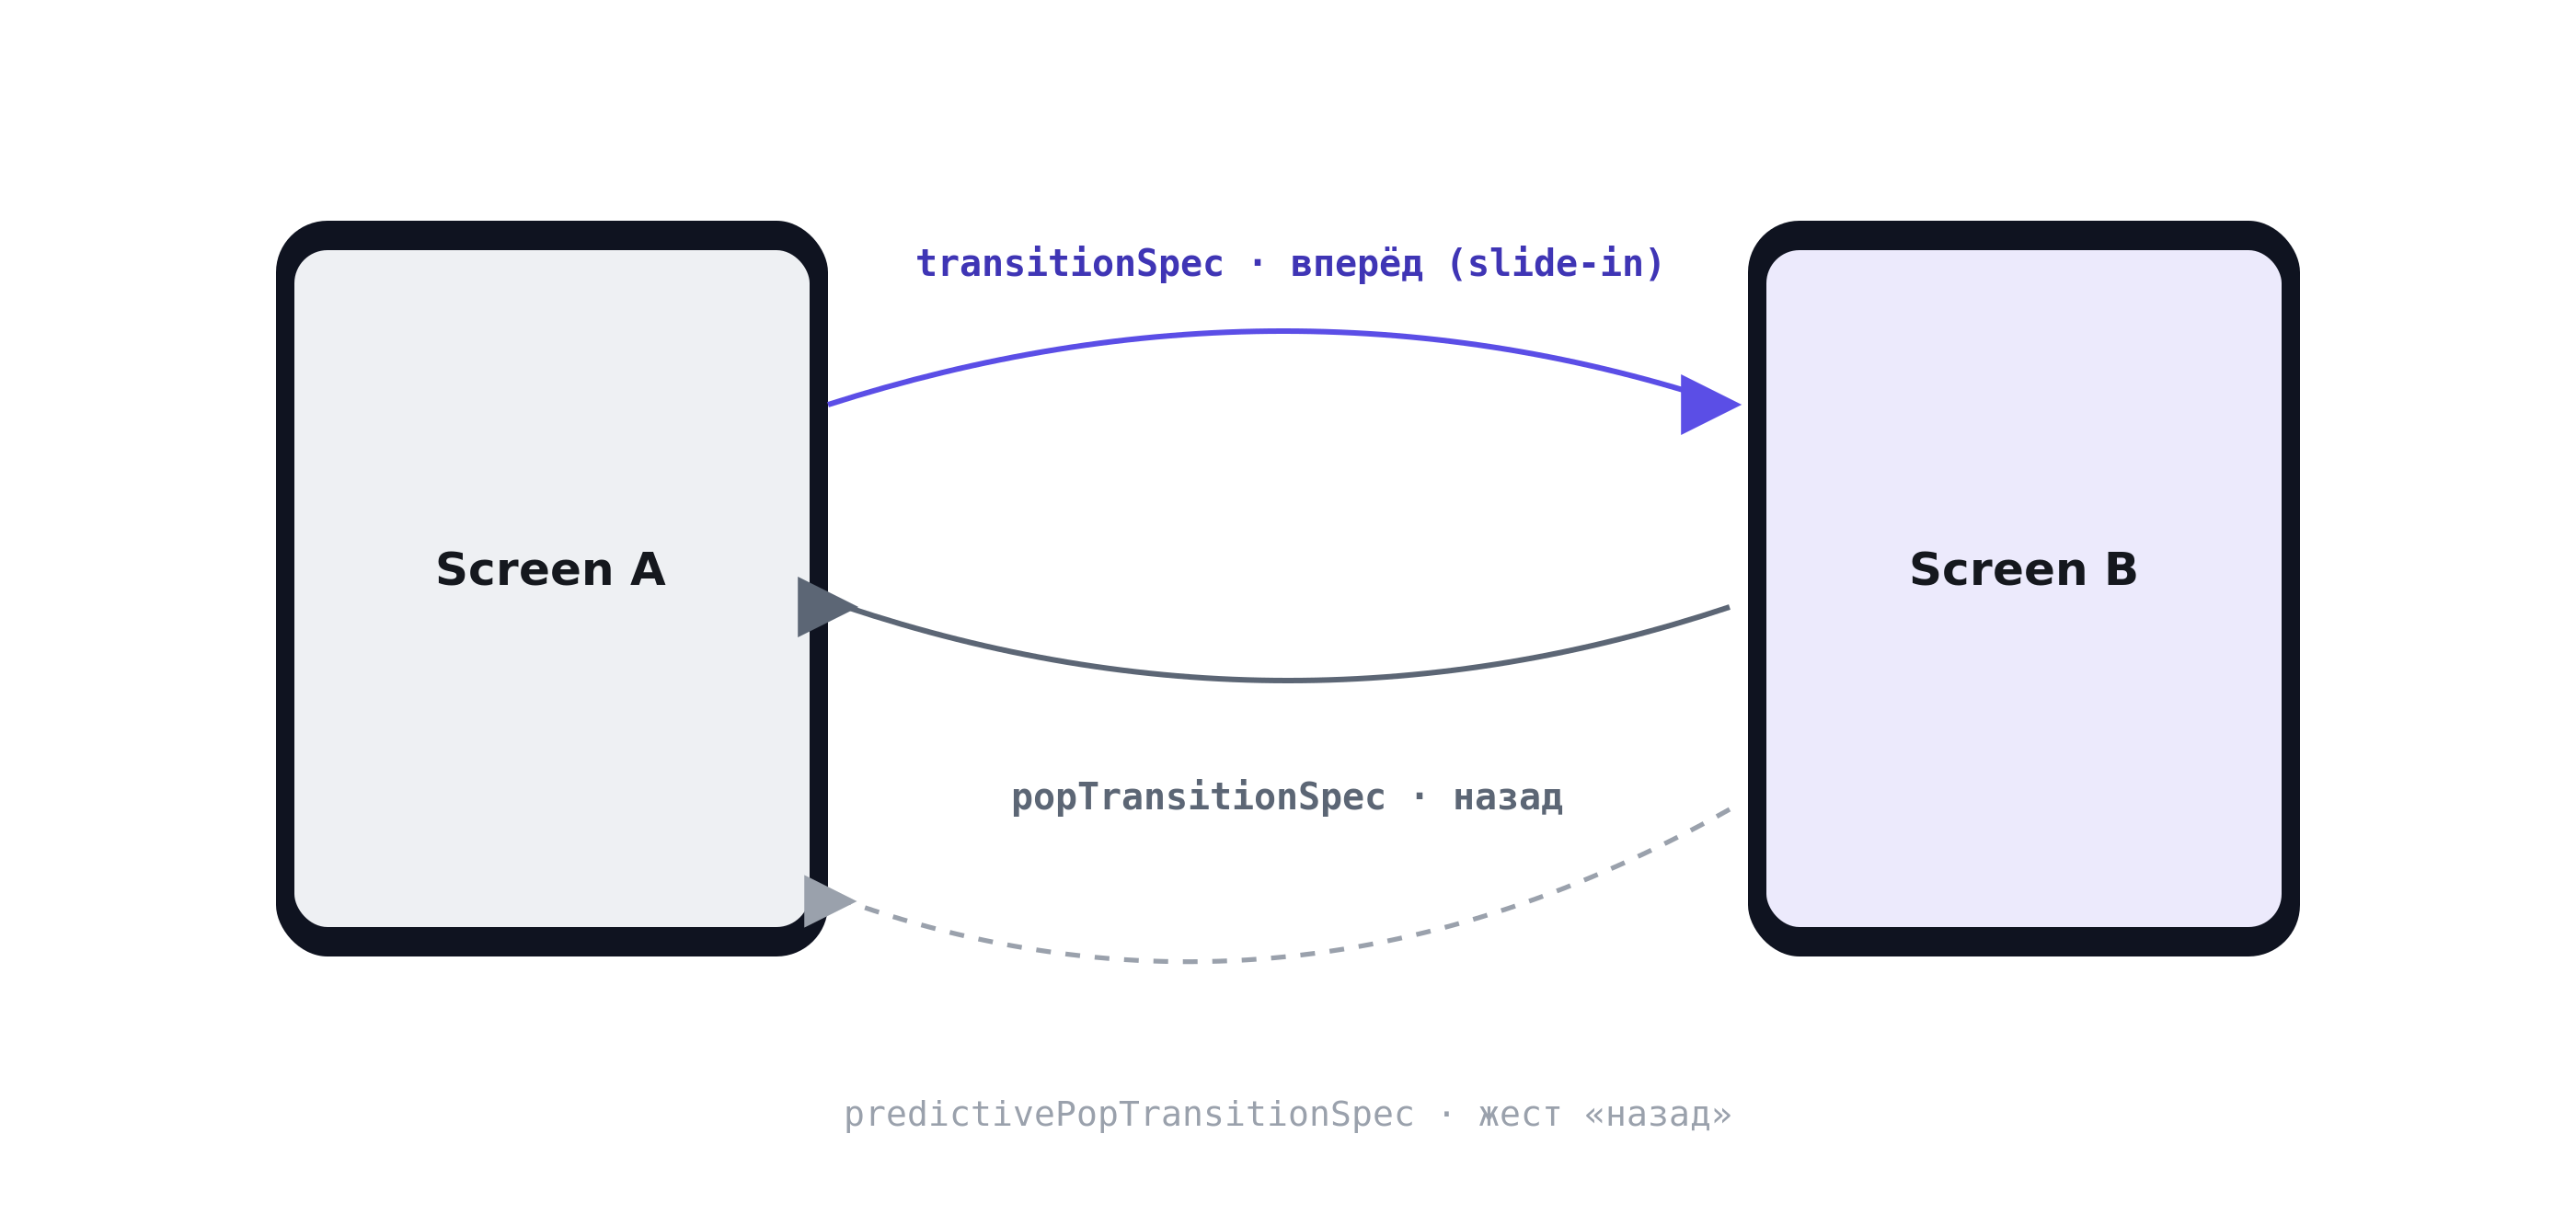 transitionSpec · вперёд (slide-in)
Screen A
Screen B
popTransitionSpec · назад
predictivePopTransitionSpec · жест «назад»